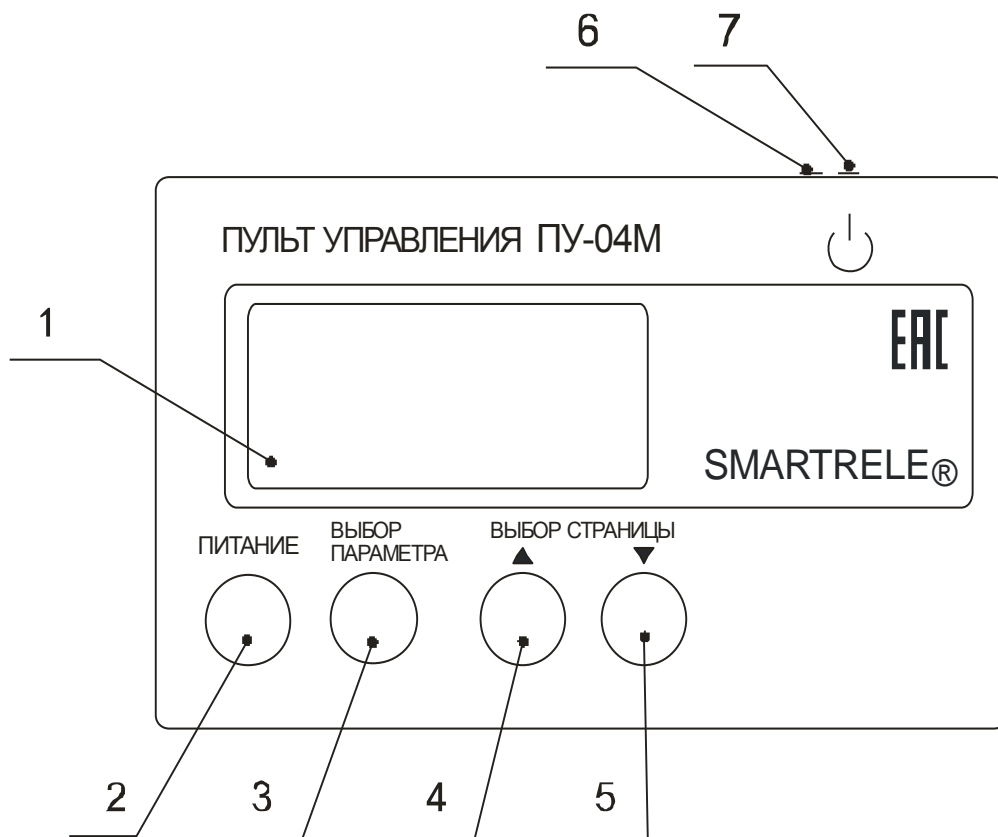 6 7
ПУЛЬТ УПРАВЛЕНИЯ ПУ-04М
1
EAC
SMARTRELE®
ПИТАНИЕ
ВЫБОР
ПАРАМЕТРА
ВЫБОР СТРАНИЦЫ
▲ ▼
2 3 4 5